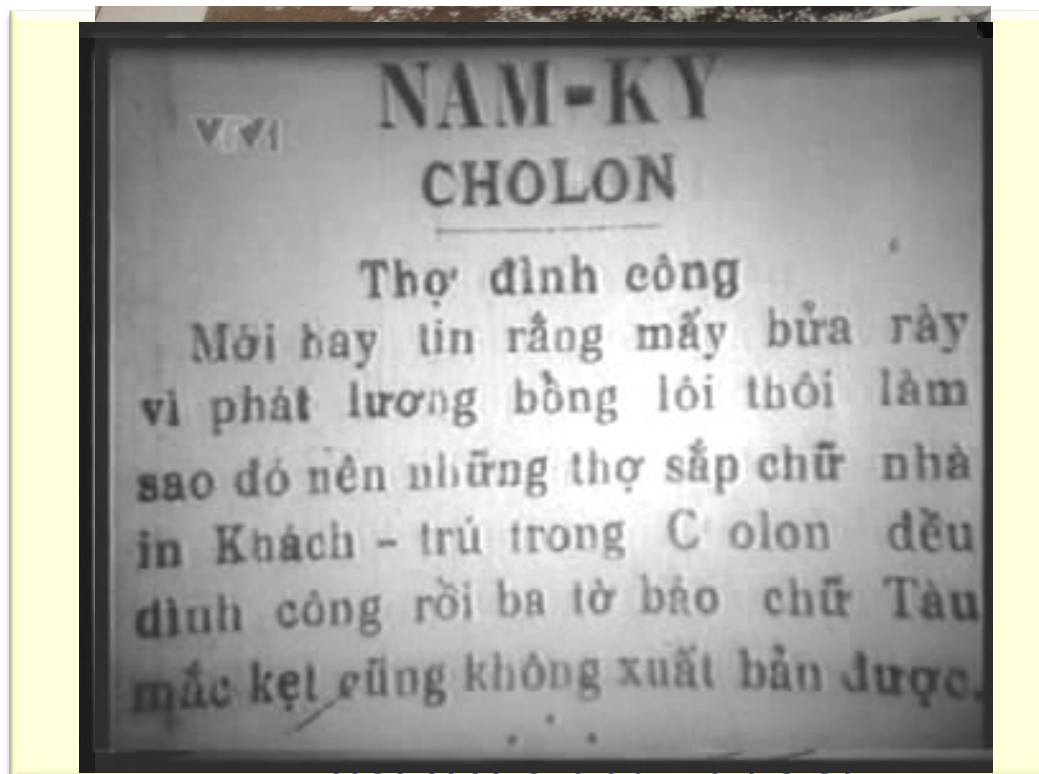 NAM-KY
VTV1
CHOLON
Thợ đình công
Mới hay tin rằng mấy bửa rày
vì phát lương bồng lôi thôi làm
sao đó nên những thợ sắp chữ nhà
in Khách - trú trong C olon đều
đình công rồi ba tờ báo chữ Tàu
mắc kẹt cũng không xuất bản được.